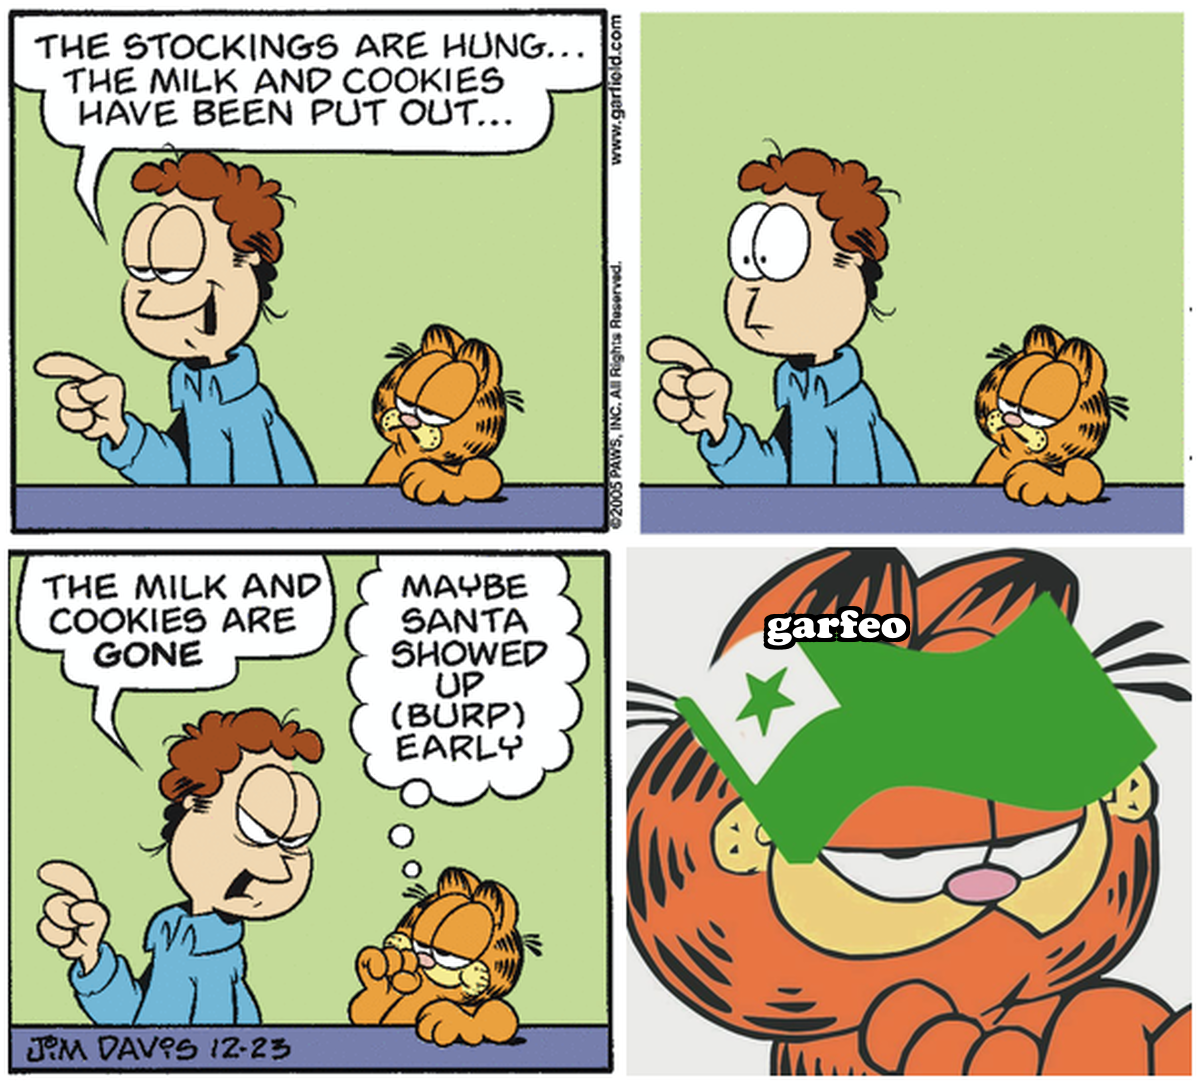 THE STOCKINGS ARE HUNG...
THE MILK AND COOKIES
HAVE BEEN PUT OUT...
www.garfield.com
©2005 PAWS, INC. All Rights Reserved.
THE MILK AND
COOKIES ARE
GONE
MAYBE
SANTA
SHOWED
UP
(BURP)
EARLY
JIM DAVIS 12-23
garfeo